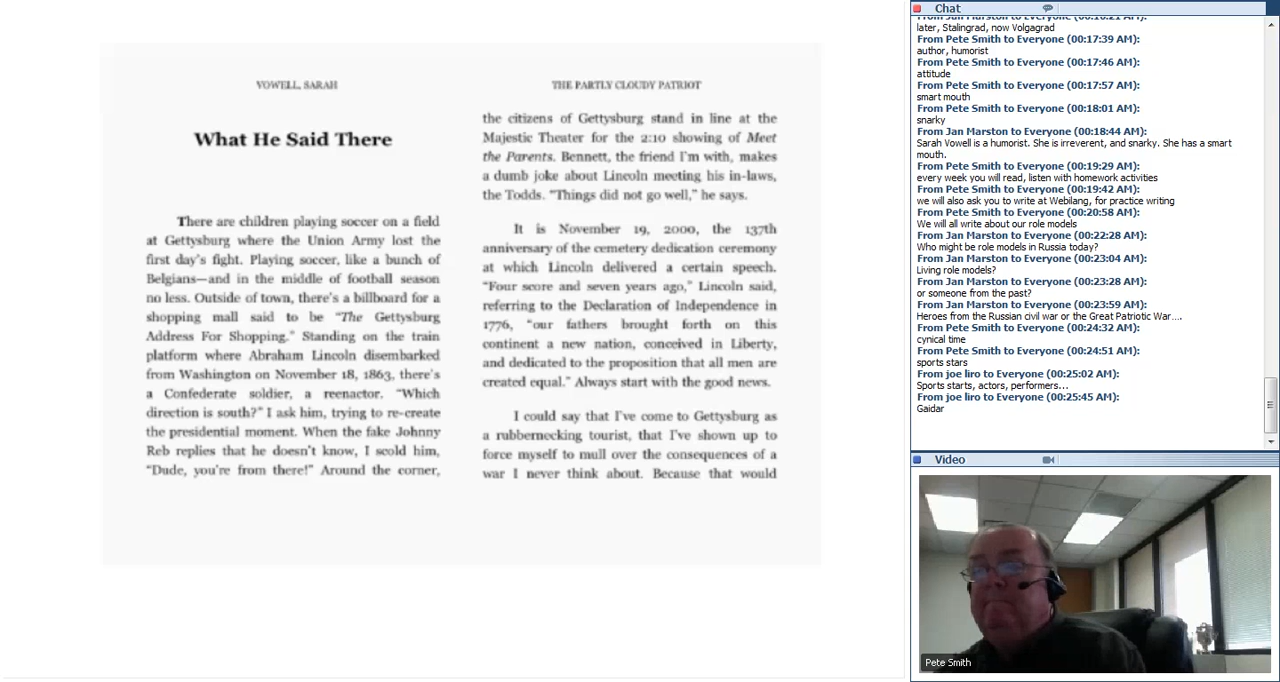 VOWELL, SARAH
What He Said There
There are children playing soccer on a field
at Gettysburg where the Union Army lost the
first day's fight. Playing soccer, like a bunch of
Belgians—and in the middle of football season
no less. Outside of town, there's a billboard for a
shopping mall said to be "The Gettysburg
Address For Shopping." Standing on the train
platform where Abraham Lincoln disembarked
from Washington on November 18, 1863, there's
a Confederate soldier, a reenactor. "Which
direction is south?" I ask him, trying to re-create
the presidential moment. When the fake Johnny
Reb replies that he doesn't know, I scold him,
"Dude, you're from there!" Around the corner,
THE PARTLY CLOUDY PATRIOT
the citizens of Gettysburg stand in line at the
Majestic Theater for the 2:10 showing of Meet
the Parents. Bennett, the friend I'm with, makes
a dumb joke about Lincoln meeting his in-laws,
the Todds. "Things did not go well," he says.
It is November 19, 2000, the 137th
anniversary of the cemetery dedication ceremony
at which Lincoln delivered a certain speech.
"Four score and seven years ago," Lincoln said,
referring to the Declaration of Independence in
1776, "our fathers brought forth on this
continent a new nation, conceived in Liberty,
and dedicated to the proposition that all men are
created equal." Always start with the good news.
I could say that I've come to Gettysburg as
a rubbernecking tourist, that I've shown up to
force myself to mull over the consequences of a
war I never think about. Because that would
Chat
From Jan Marston to Everyone (00:16:21 AM):
later, Stalingrad, now Volgagrad
From Pete Smith to Everyone (00:17:39 AM):
author, humorist
From Pete Smith to Everyone (00:17:46 AM):
attitude
From Pete Smith to Everyone (00:17:57 AM):
smart mouth
From Pete Smith to Everyone (00:18:01 AM):
snarky
From Jan Marston to Everyone (00:18:44 AM):
Sarah Vowell is a humorist. She is irreverent, and snarky. She has a smart
mouth.
From Pete Smith to Everyone (00:19:29 AM):
every week you will read, listen with homework activities
From Pete Smith to Everyone (00:19:42 AM):
we will also ask you to write at Webilang, for practice writing
From Pete Smith to Everyone (00:20:58 AM):
We will all write about our role models
From Jan Marston to Everyone (00:22:28 AM):
Who might be role models in Russia today?
From Jan Marston to Everyone (00:23:04 AM):
Living role models?
From Jan Marston to Everyone (00:23:28 AM):
or someone from the past?
From Jan Marston to Everyone (00:23:59 AM):
Heroes from the Russian civil war or the Great Patriotic War....
From Pete Smith to Everyone (00:24:32 AM):
cynical time
From Pete Smith to Everyone (00:24:51 AM):
sports stars
From joe liro to Everyone (00:25:02 AM):
Sports starts, actors, performers...
From joe liro to Everyone (00:25:45 AM):
Gaidar
Video
Pete Smith